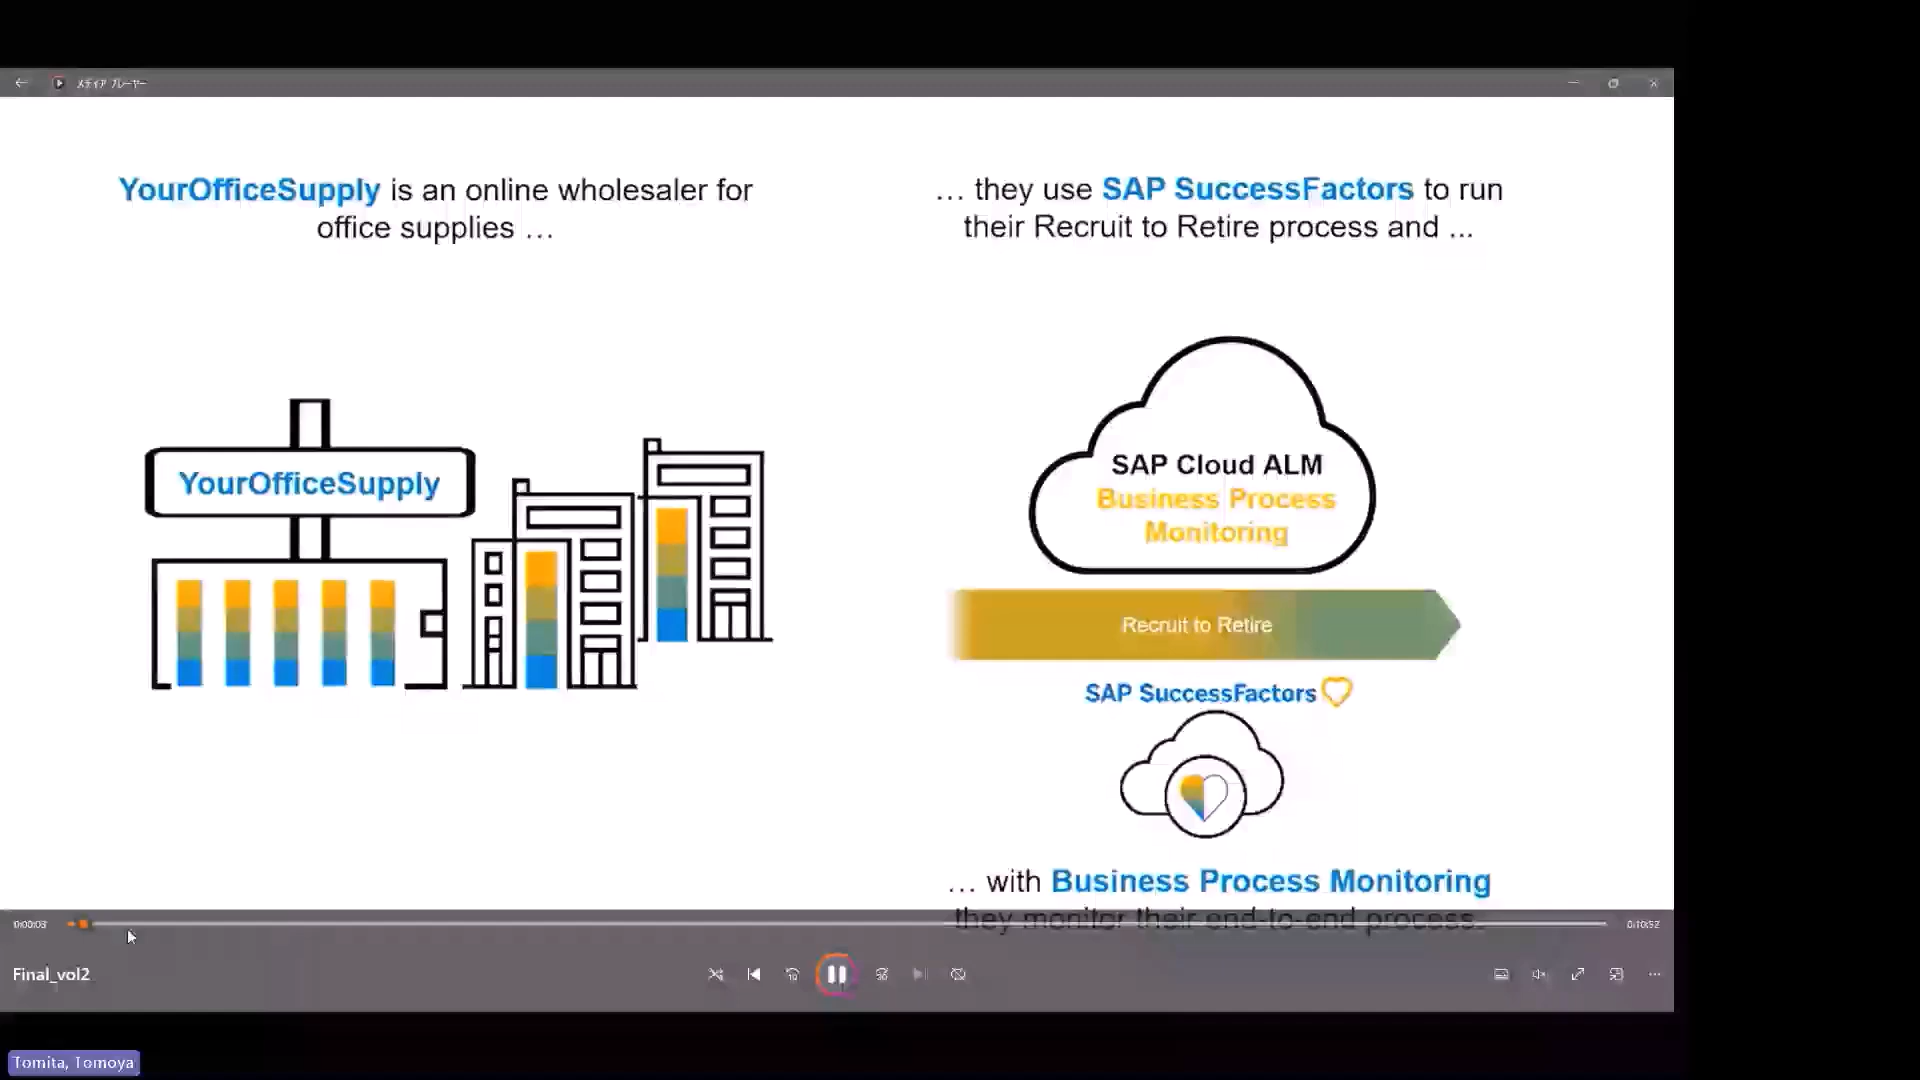 メディア プレーヤー
YourOfficeSupply is an online wholesaler for
office supplies …
… they use SAP SuccessFactors to run
their Recruit to Retire process and ...
YourOfficeSupply
SAP Cloud ALM
Business Process
Monitoring
Recruit to Retire
SAP SuccessFactors
… with Business Process Monitoring
they monitor their end-to-end process.
0:00:03
0:10:52
Final_vol2
10
30
Tomita, Tomoya